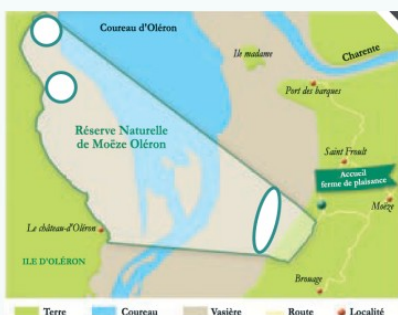 Coureau d'Oléron
Ile madame
Charente
Port des barques
Réserve Naturelle
de Moëze Oléron
Saint Froult
Accueil
ferme de plaisance
Moëze
Le château-d'Oléron
ILE D'OLÉRON
Brouage
Terre
Coureau
Vasière
Route
Localité